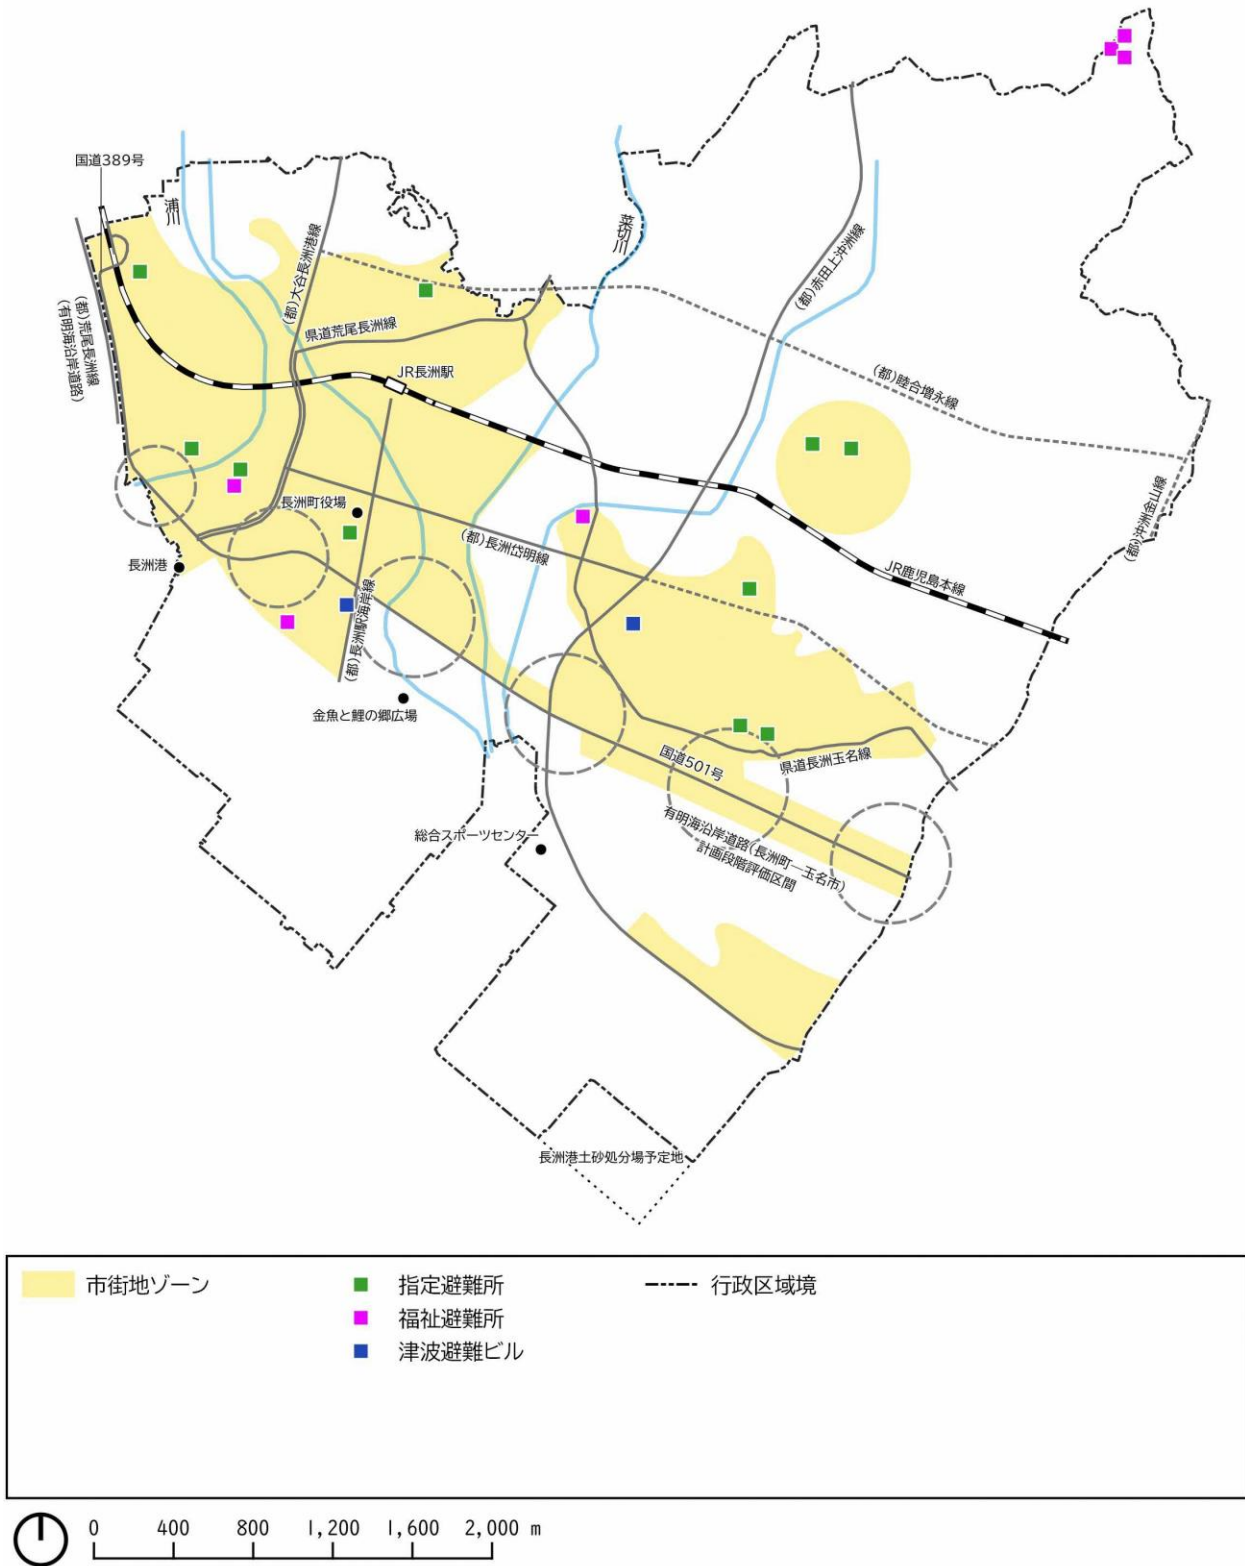 国道389号
浦川
菜切川
(都)大谷長洲港線
(都)赤田上沖洲線
(都)荒尾長洲線
(有明海沿岸道路)
県道荒尾長洲線
JR長洲駅
(都)睦合増永線
(都)沖洲金山線
長洲町役場
(都)長洲岱明線
長洲港
JR鹿児島本線
(都)長洲駅海岸線
金魚と鯉の郷広場
国道501号
県道長洲玉名線
総合スポーツセンター
有明海沿岸道路(長洲町―玉名市)
計画段階評価区間
長洲港土砂処分場予定地
市街地ゾーン
指定避難所
行政区域境
福祉避難所
津波避難ビル
0 400 800 1,200 1,600 2,000 m